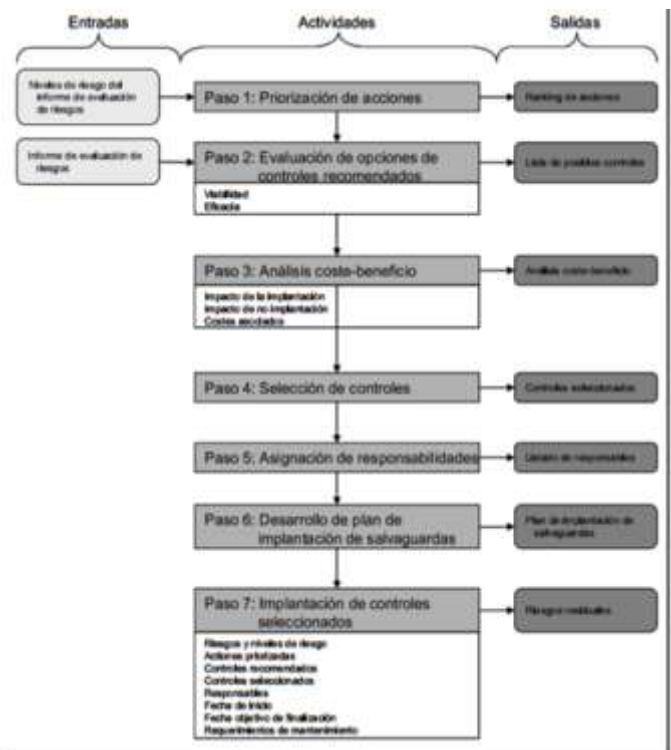 Entradas
Actividades
Salidas
Niveles de riesgo del
informe de evaluación
de riesgos
Paso 1: Priorización de acciones
Ranking de acciones
Informe de evaluación de
riesgos
Paso 2: Evaluación de opciones de
controles recomendados
Lista de posibles controles
Viabilidad
Eficacia
Paso 3: Análisis coste-beneficio
Análisis coste-beneficio
Impacto de la implantación
Impacto de no-implantación
Costes asociados
Paso 4: Selección de controles
Controles seleccionados
Paso 5: Asignación de responsabilidades
Listado de responsables
Paso 6: Desarrollo de plan de
implantación de salvaguardas
Plan de implantación de
salvaguardas
Paso 7: Implantación de controles
seleccionados
Riesgos residuales
Riesgos y niveles de riesgo
Actiones priorizadas
Controles recomendados
Controles seleccionados
Responsables
Fecha de inicio
Fecha objetivo de finalización
Requerimientos de mantenimiento